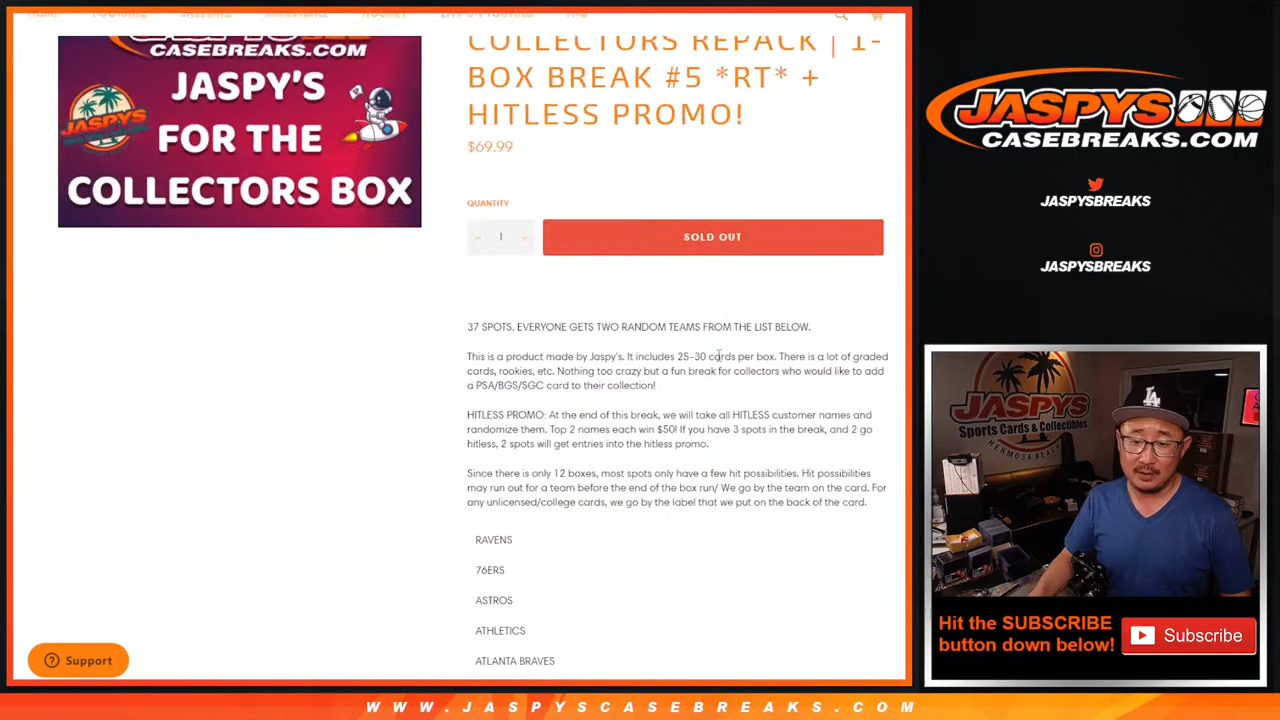 COLLECTORS REPACK | 1-
BOX BREAK #5 *RT* +
HITLESS PROMO!
$69.99
QUANTITY
− 1 +
SOLD OUT
CASEBREAKS.COM
JASPY'S
FOR THE
COLLECTORS BOX
37 SPOTS. EVERYONE GETS TWO RANDOM TEAMS FROM THE LIST BELOW.
This is a product made by Jaspy's. It includes 25-30 cards per box. There is a lot of graded
cards, rookies, etc. Nothing too crazy but a fun break for collectors who would like to add
a PSA/BGS/SGC card to their collection!
HITLESS PROMO: At the end of this break, we will take all HITLESS customer names and
randomize them. Top 2 names each win $50! If you have 3 spots in the break, and 2 go
hitless, 2 spots will get entries into the hitless promo.
Since there is only 12 boxes, most spots only have a few hit possibilities. Hit possibilities
may run out for a team before the end of the box run/ We go by the team on the card. For
any unlicensed/college cards, we go by the label that we put on the back of the card.
RAVENS
76ERS
ASTROS
ATHLETICS
ATLANTA BRAVES
Support
JASPYS
CASEBREAKS.COM
JASPYSBREAKS
JASPYSBREAKS
JASPYS
Sports Cards & Collectibles
HERMOSA BEACH
LA
Hit the SUBSCRIBE
button down below!
Subscribe
WWW.JASPYSCASEBREAKS.COM